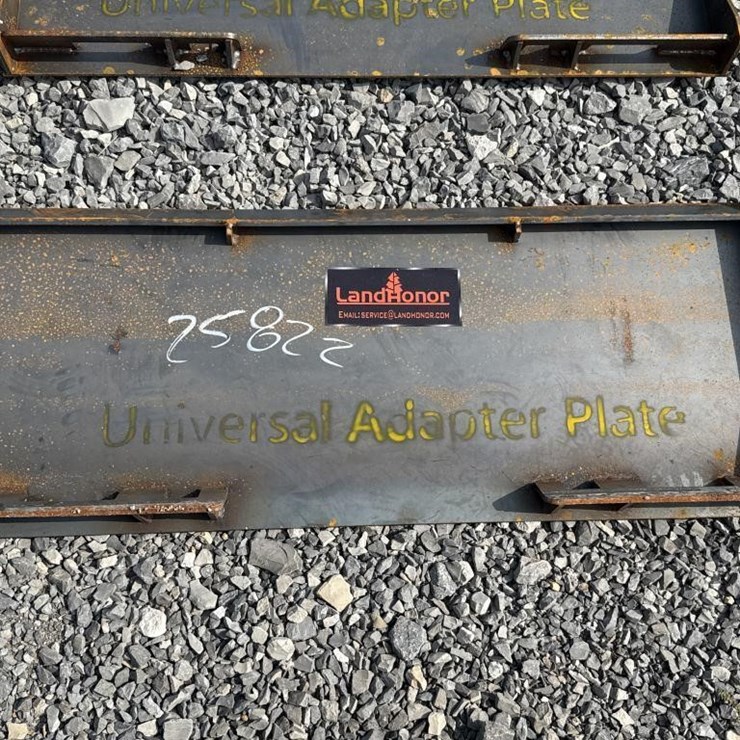 Universal Adapter Plate
LandHonor
EMAIL: SERVICE@LANDHONOR.COM
25822
Universal Adapter Plate